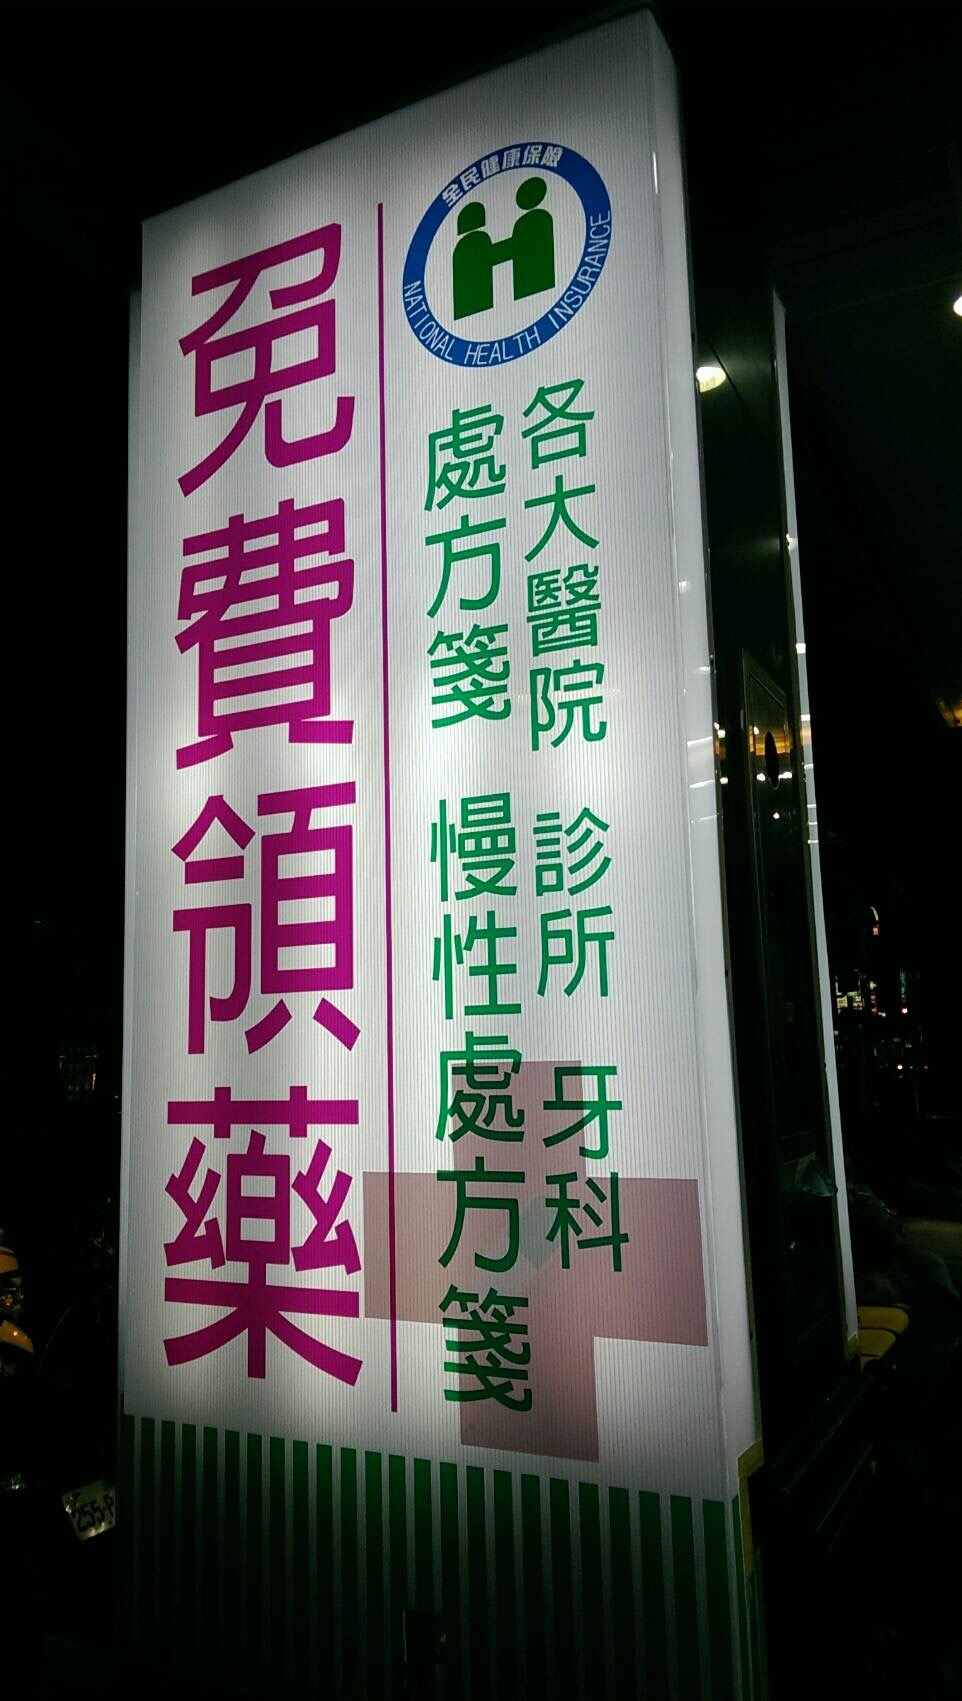 全民健康保險
NATIONAL HEALTH INSURANCE
各大醫院 診所 牙科
處方箋 慢性處方箋
免費領藥